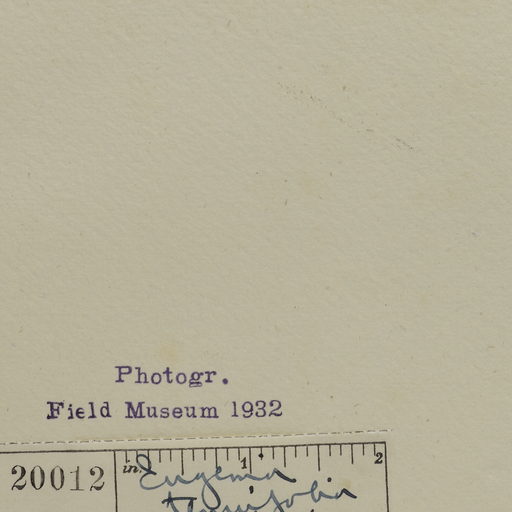 Photogr.
Field Museum 1932
20012
in. 1 2
Eugenia